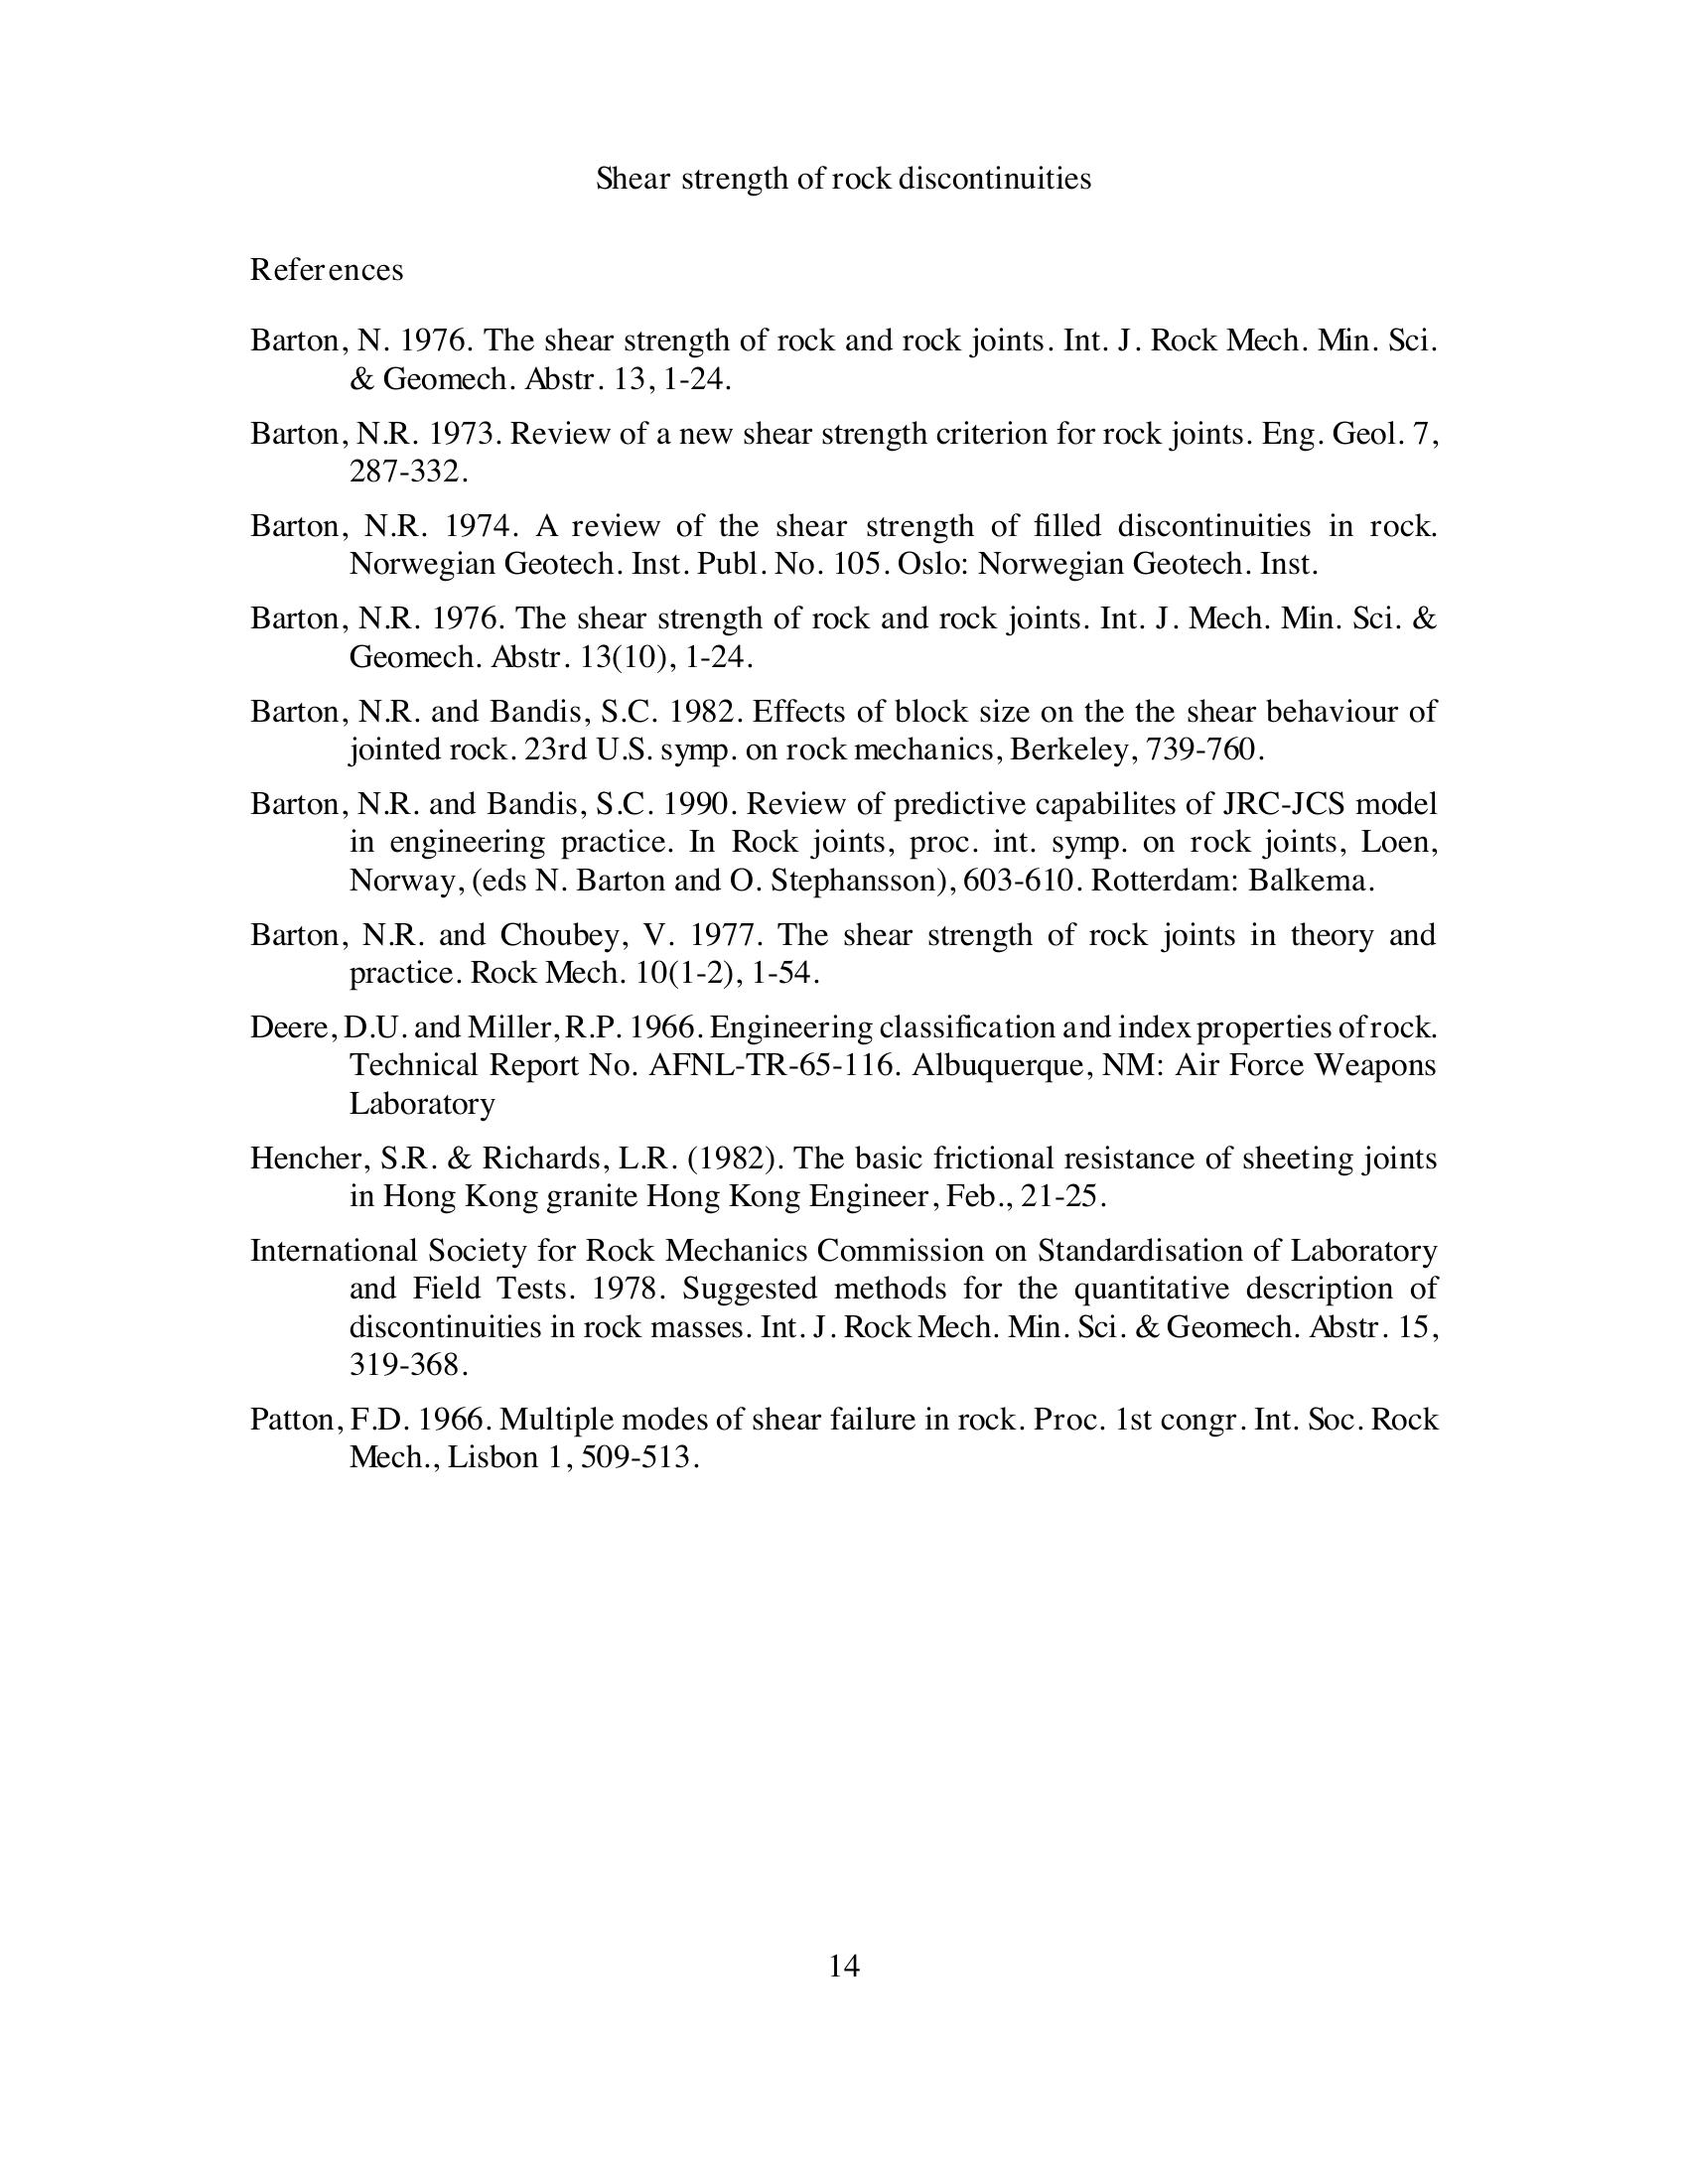 Shear strength of rock discontinuities
References
Barton, N. 1976. The shear strength of rock and rock joints. Int. J. Rock Mech. Min. Sci.
& Geomech. Abstr. 13, 1-24.
Barton, N.R. 1973. Review of a new shear strength criterion for rock joints. Eng. Geol. 7,
287-332.
Barton, N.R. 1974. A review of the shear strength of filled discontinuities in rock.
Norwegian Geotech. Inst. Publ. No. 105. Oslo: Norwegian Geotech. Inst.
Barton, N.R. 1976. The shear strength of rock and rock joints. Int. J. Mech. Min. Sci. &
Geomech. Abstr. 13(10), 1-24.
Barton, N.R. and Bandis, S.C. 1982. Effects of block size on the the shear behaviour of
jointed rock. 23rd U.S. symp. on rock mechanics, Berkeley, 739-760.
Barton, N.R. and Bandis, S.C. 1990. Review of predictive capabilites of JRC-JCS model
in engineering practice. In Rock joints, proc. int. symp. on rock joints, Loen,
Norway, (eds N. Barton and O. Stephansson), 603-610. Rotterdam: Balkema.
Barton, N.R. and Choubey, V. 1977. The shear strength of rock joints in theory and
practice. Rock Mech. 10(1-2), 1-54.
Deere, D.U. and Miller, R.P. 1966. Engineering classification and index properties of rock.
Technical Report No. AFNL-TR-65-116. Albuquerque, NM: Air Force Weapons
Laboratory
Hencher, S.R. & Richards, L.R. (1982). The basic frictional resistance of sheeting joints
in Hong Kong granite Hong Kong Engineer, Feb., 21-25.
International Society for Rock Mechanics Commission on Standardisation of Laboratory
and Field Tests. 1978. Suggested methods for the quantitative description of
discontinuities in rock masses. Int. J. Rock Mech. Min. Sci. & Geomech. Abstr. 15,
319-368.
Patton, F.D. 1966. Multiple modes of shear failure in rock. Proc. 1st congr. Int. Soc. Rock
Mech., Lisbon 1, 509-513.
14